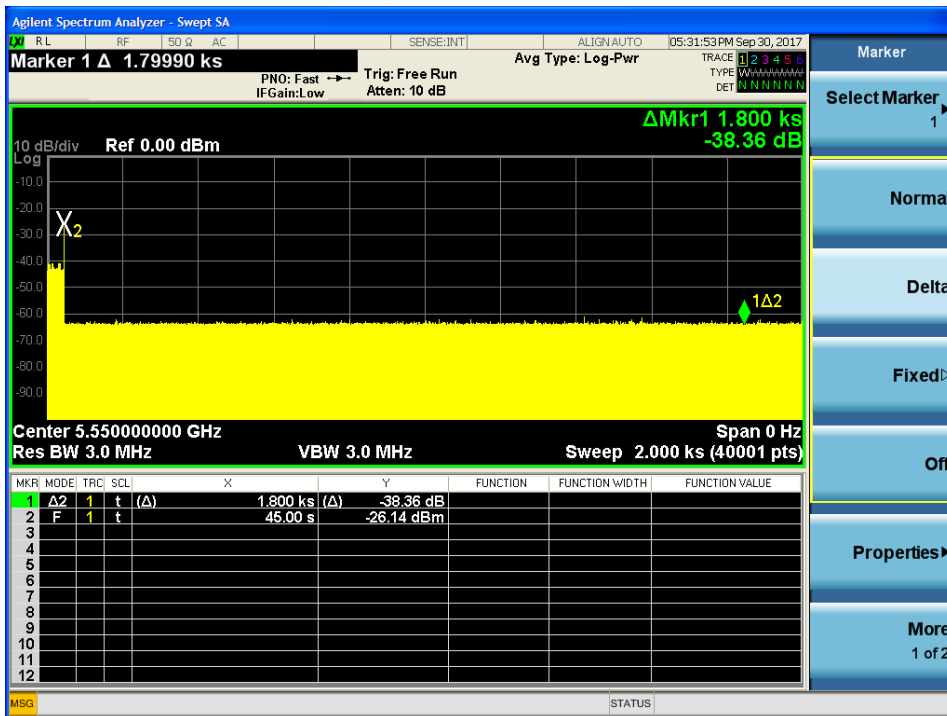 Agilent Spectrum Analyzer - Swept SA
LXI RL RF 50 Ω AC SENSE:INT ALIGN AUTO 05:31:53 PM Sep 30, 2017
Marker 1 Δ 1.79990 ks
PNO: Fast
IFGain:Low
Trig: Free Run
Atten: 10 dB
Avg Type: Log-Pwr
TRACE 1 2 3 4 5 6
TYPE WWWWWW
DET N N N N N N
ΔMkr1 1.800 ks
-38.36 dB
10 dB/div Ref 0.00 dBm
Log
-10.0
-20.0
-30.0
-40.0
-50.0
-60.0
-70.0
-80.0
-90.0
X2
1Δ2
Center 5.550000000 GHz Span 0 Hz
Res BW 3.0 MHz VBW 3.0 MHz Sweep 2.000 ks (40001 pts)
MKR MODE TRC SCL X Y FUNCTION FUNCTION WIDTH FUNCTION VALUE
1 Δ2 1 t (Δ) 1.800 ks (Δ) -38.36 dB
2 F 1 t 45.00 s -26.14 dBm
3
4
5
6
7
8
9
10
11
12
MSG STATUS
Marker
Select Marker
1
Norma
Delta
Fixed
Off
Properties
More
1 of 2